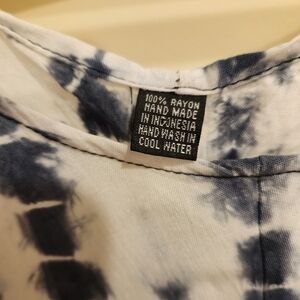 100% RAYON
HAND MADE
IN INDONESIA
HAND WASH IN
COOL WATER